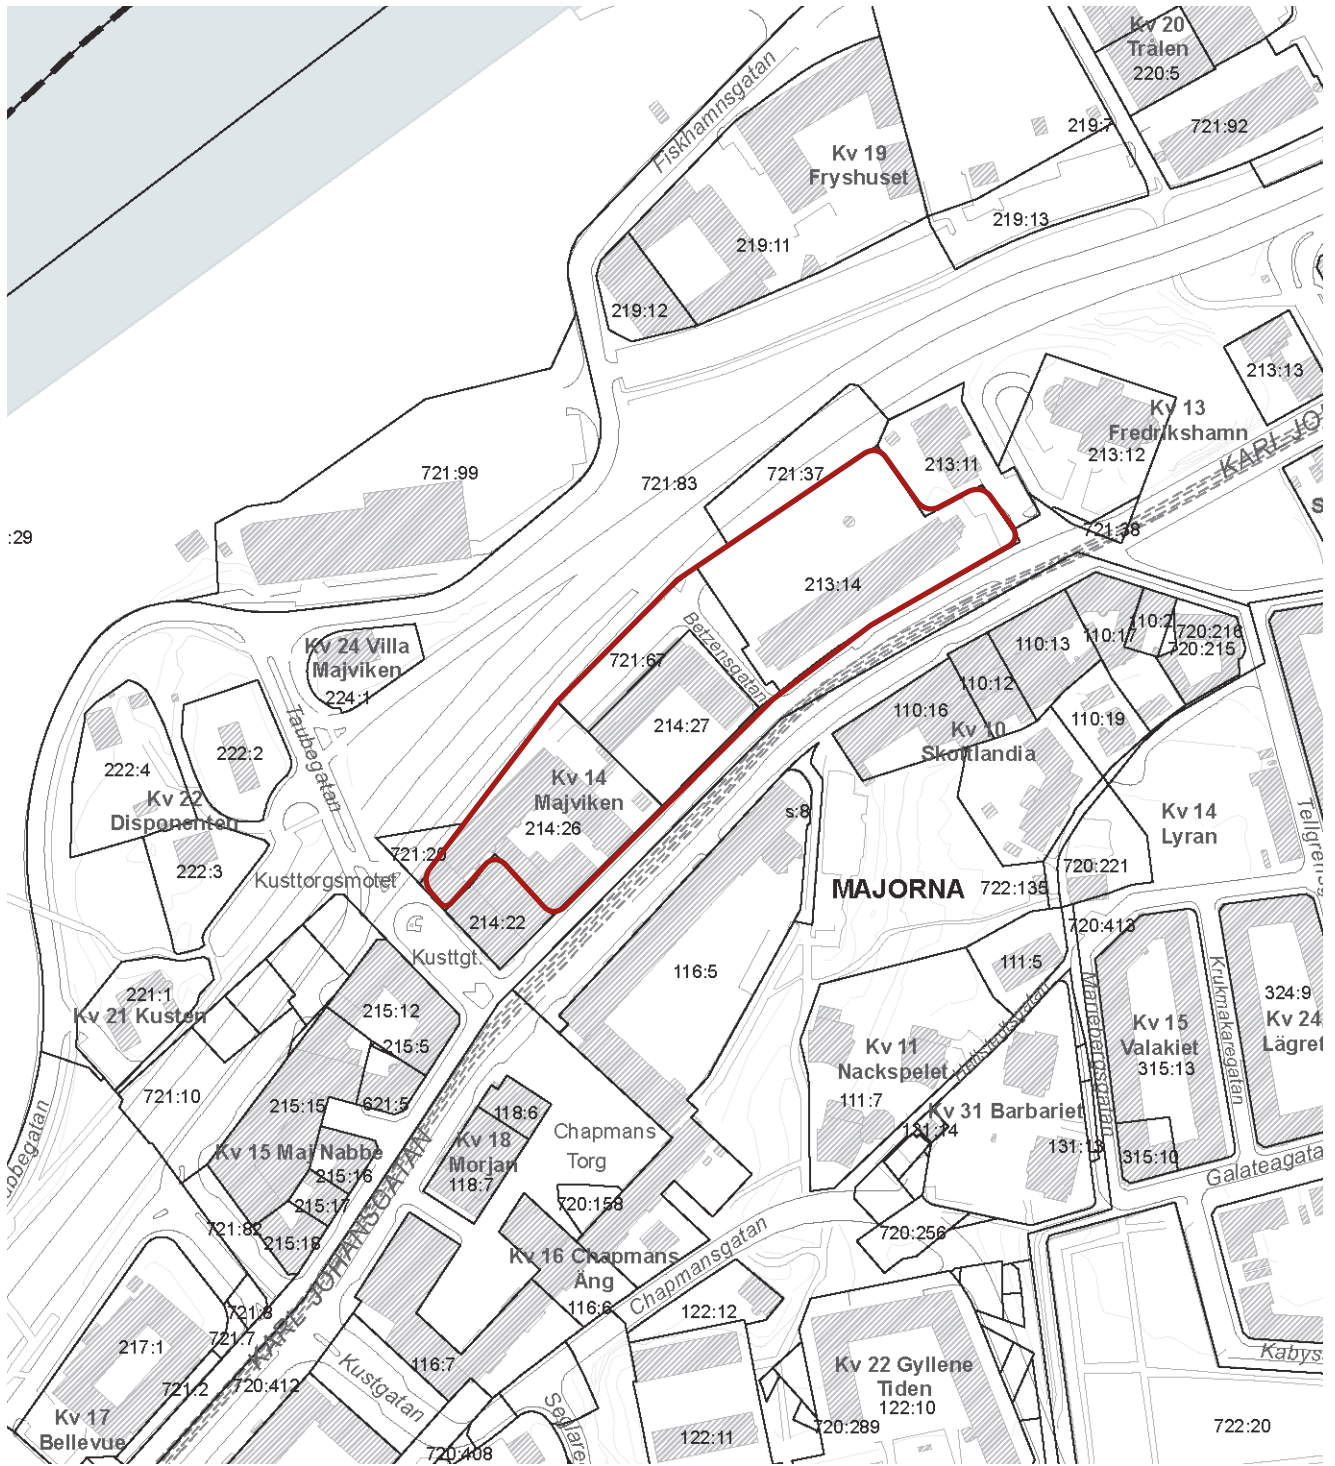 Kv 20
Trålen
220:5
219:7
721:92
Fiskhamnsgatan
Kv 19
Fryshuset
219:13
219:11
219:12
213:13
Kv 13
Fredrikshamn
213:12
213:11
721:37
721:99
721:83
721:38
:29
213:14
Betzensgatan
110:13
110:17
110:2
720:216
720:215
Kv 24 Villa
Majviken
224:1
721:67
110:12
110:16
110:19
Kv 10
Skottlandia
214:27
Taubegatan
222:2
222:4
Kv 22
Disponenten
Kv 14
Majviken
214:26
s:8
Kv 14
Lyran
721:26
222:3
Kusttorgsmotet
MAJORNA
722:135
720:221
214:22
720:413
Kusttgt.
116:5
111:5
221:1
Kv 21 Kusten
324:9
Kv 24
215:12
215:5
Krukmakaregatan
Mannebergsgatan
Kv 15
Valakiet
315:13
Kv 11
Nackspelet
111:7
721:10
215:15
621:5
118:6
Chapmans
Torg
Kv 31 Barbariet
131:14
131:13
315:10
Kv 15 Maj Nabbe
215:16
215:17
Kv 18
Morjan
118:7
720:158
721:82
215:18
720:256
Kv 16 Chapmans
Äng
116:6
Chapmansgatan
KARL JOHANSGATAN
721:8
721:7
217:1
721:2
720:412
116:7
Kustgatan
122:12
Kv 22 Gyllene
Tiden
122:10
Kv 17
Bellevue
720:408
122:11
720:289
722:20